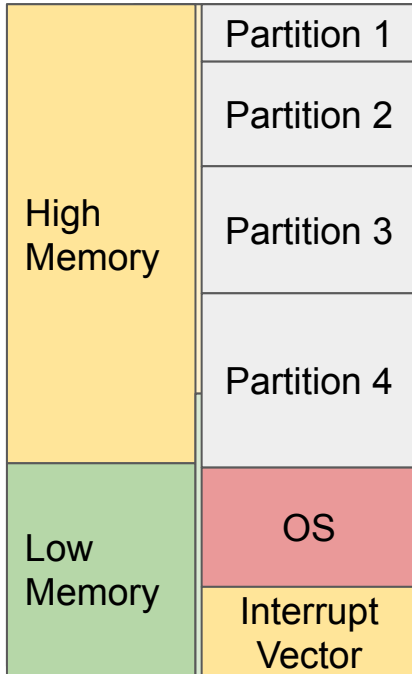 High
Memory
Low
Memory
Partition 1
Partition 2
Partition 3
Partition 4
OS
Interrupt
Vector